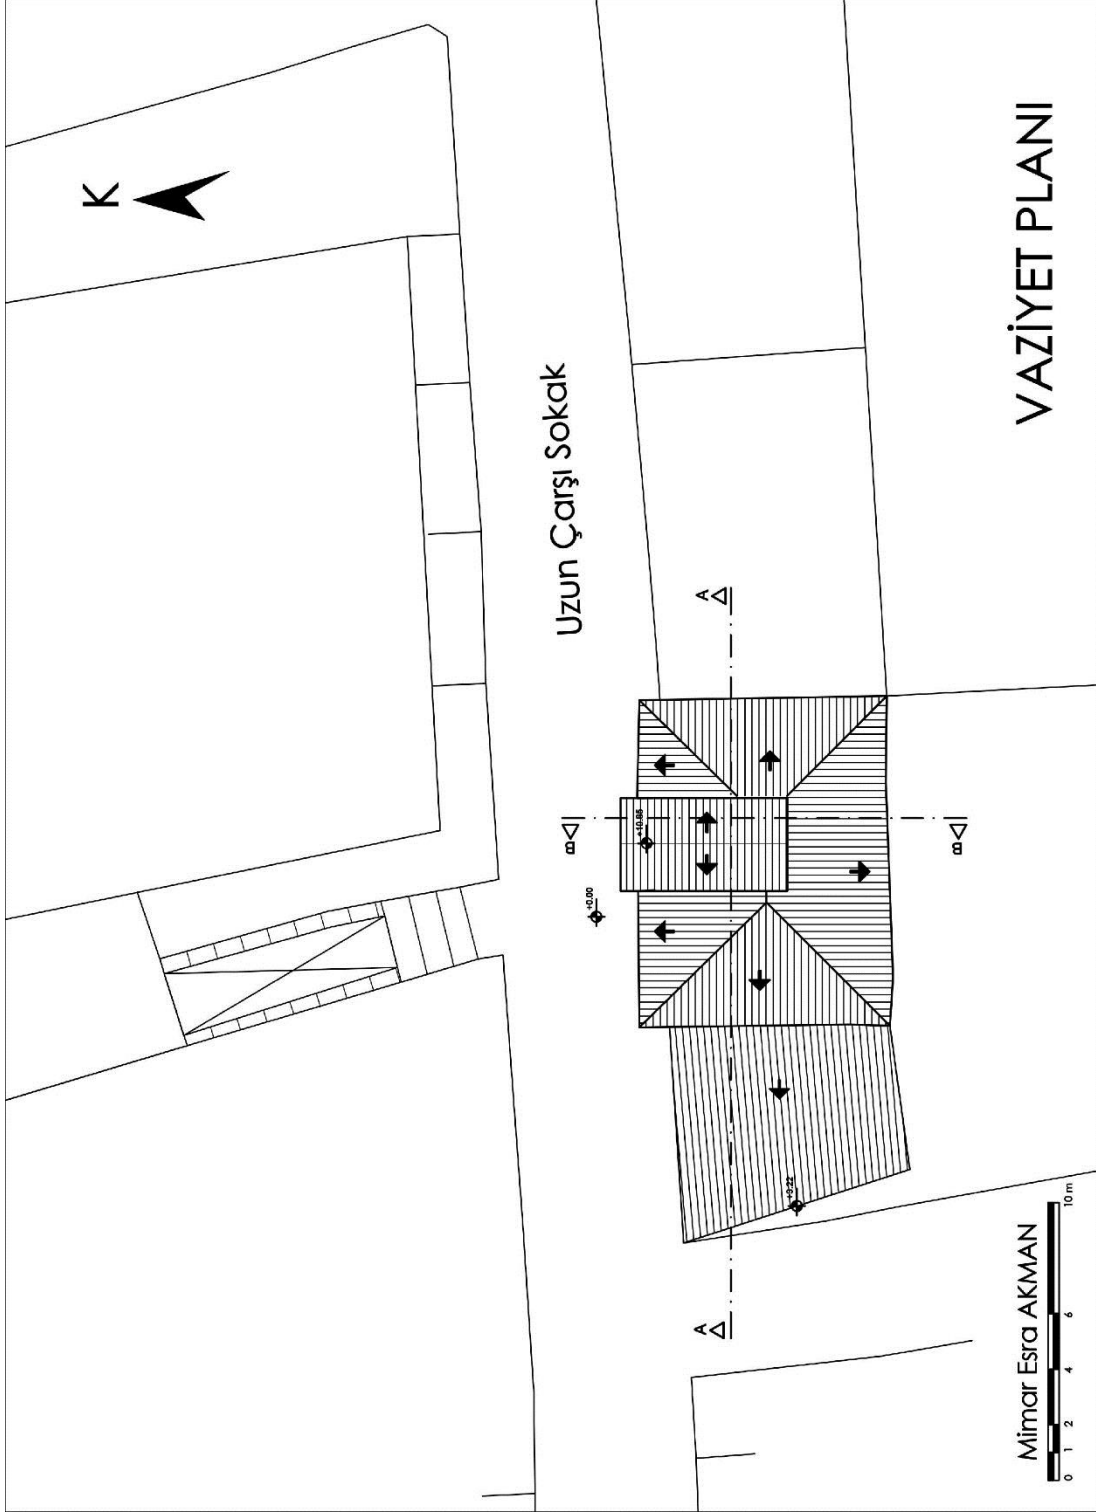 K
Uzun Çarşı Sokak
A
B
+10.85
+0.00
B
+3.22
A
VAZİYET PLANI
Mimar Esra AKMAN
0 1 2 4 6 10 m